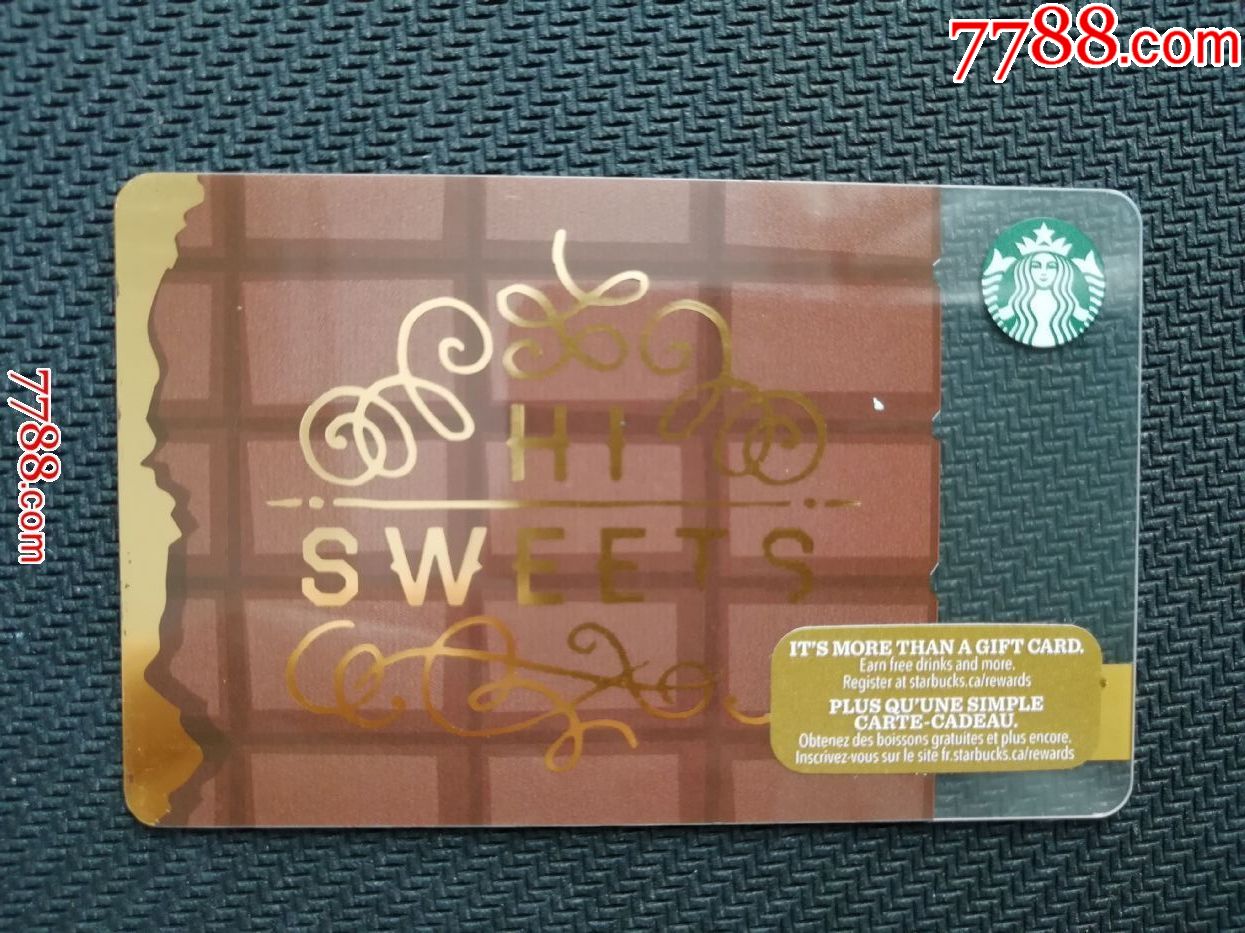 7788.com
7788.com
HI
SWEETS
IT'S MORE THAN A GIFT CARD.
Earn free drinks and more.
Register at starbucks.ca/rewards
PLUS QU'UNE SIMPLE
CARTE-CADEAU.
Obtenez des boissons gratuites et plus encore.
Inscrivez-vous sur le site fr.starbucks.ca/rewards